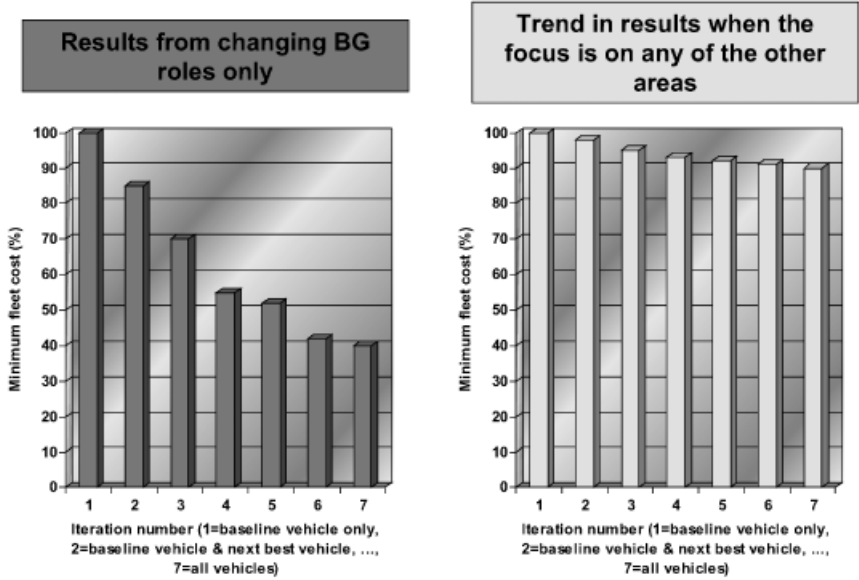 Results from changing BG
roles only
Trend in results when the
focus is on any of the other
areas
Minimum fleet cost (%)
100
90
80
70
60
50
40
30
20
10
0
1 2 3 4 5 6 7
Iteration number (1=baseline vehicle only,
2=baseline vehicle & next best vehicle, ...,
7=all vehicles)
Minimum fleet cost (%)
100
90
80
70
60
50
40
30
20
10
0
1 2 3 4 5 6 7
Iteration number (1=baseline vehicle only,
2=baseline vehicle & next best vehicle, ...,
7=all vehicles)